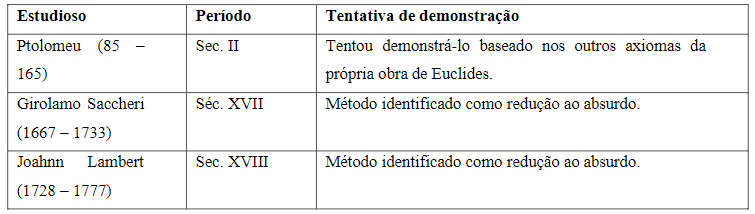 Estudioso Período Tentativa de demonstração
Ptolomeu (85 – Sec. II Tentou demonstrá-lo baseado nos outros axiomas da
165) própria obra de Euclides.
Girolamo Saccheri Séc. XVII Método identificado como redução ao absurdo.
(1667 – 1733)
Joahnn Lambert Sec. XVIII Método identificado como redução ao absurdo.
(1728 – 1777)